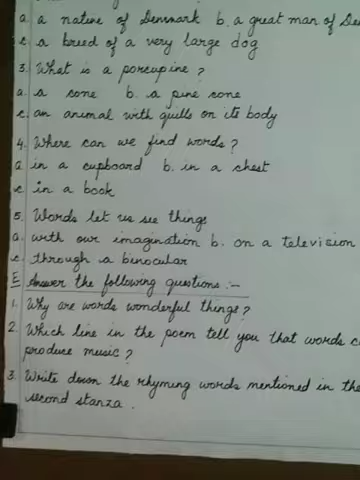 a. a native of Denmark b. a great man of
c. a breed of a very large dog
3. What is a porcupine?
a. a cone b. a pine cone
c. an animal with quills on its body
4. Where can we find words?
a. in a cupboard b. in a chest
c. in a book
5. Words let us see things
a. with our imagination b. on a television
c. through a binocular
E Answer the following questions:-
1. Why are words wonderful things?
2. Which line in the poem tell you that words
produce music?
3. Write down the rhyming words mentioned in the
second stanza.